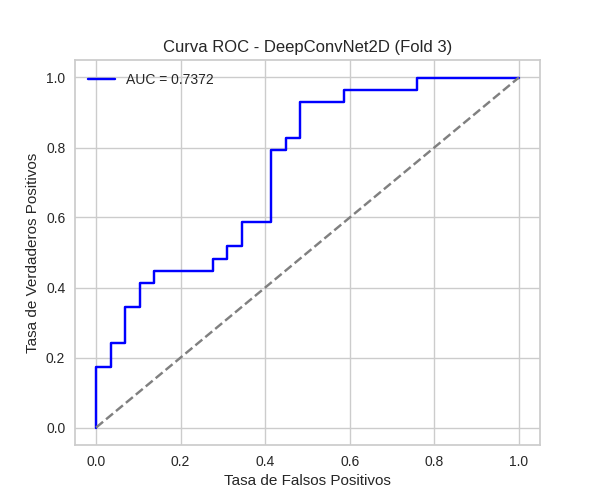 Curva ROC - DeepConvNet2D (Fold 3)
AUC = 0.7372
Tasa de Verdaderos Positivos
1.0
0.8
0.6
0.4
0.2
0.0
0.0 0.2 0.4 0.6 0.8 1.0
Tasa de Falsos Positivos